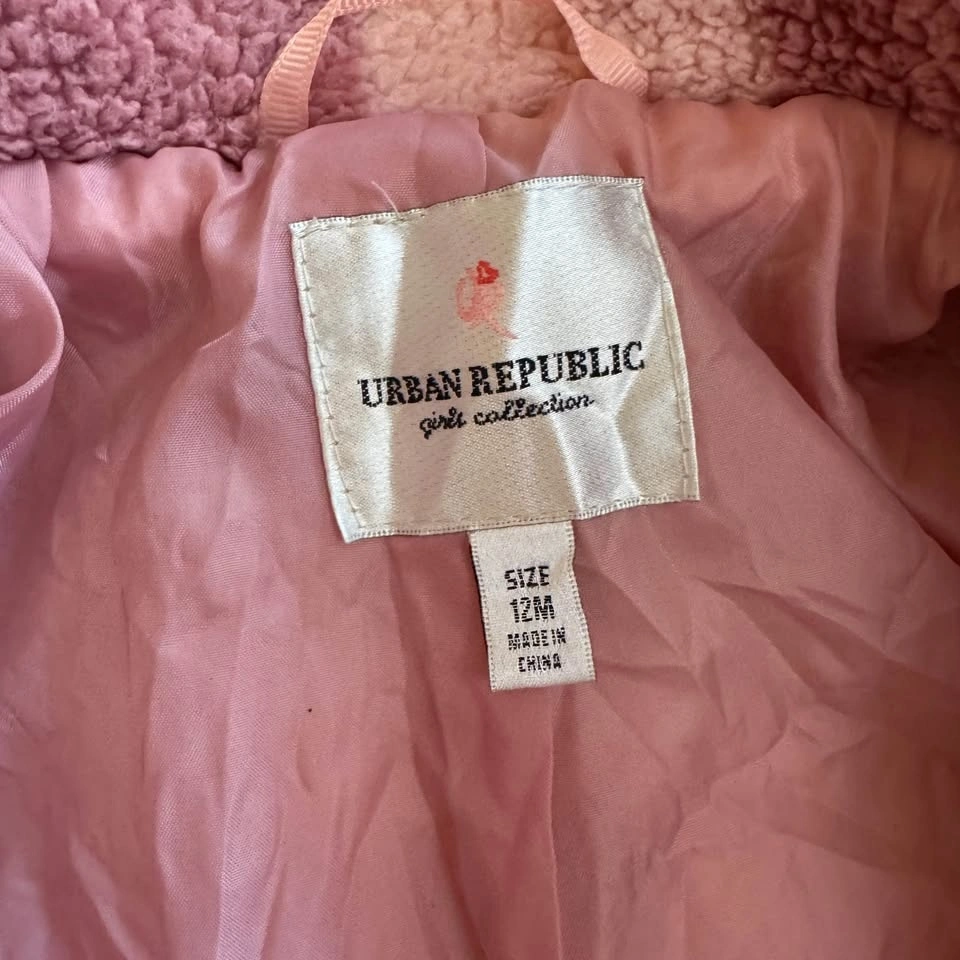 URBAN REPUBLIC
girls collection
SIZE
12M
MADE IN
CHINA